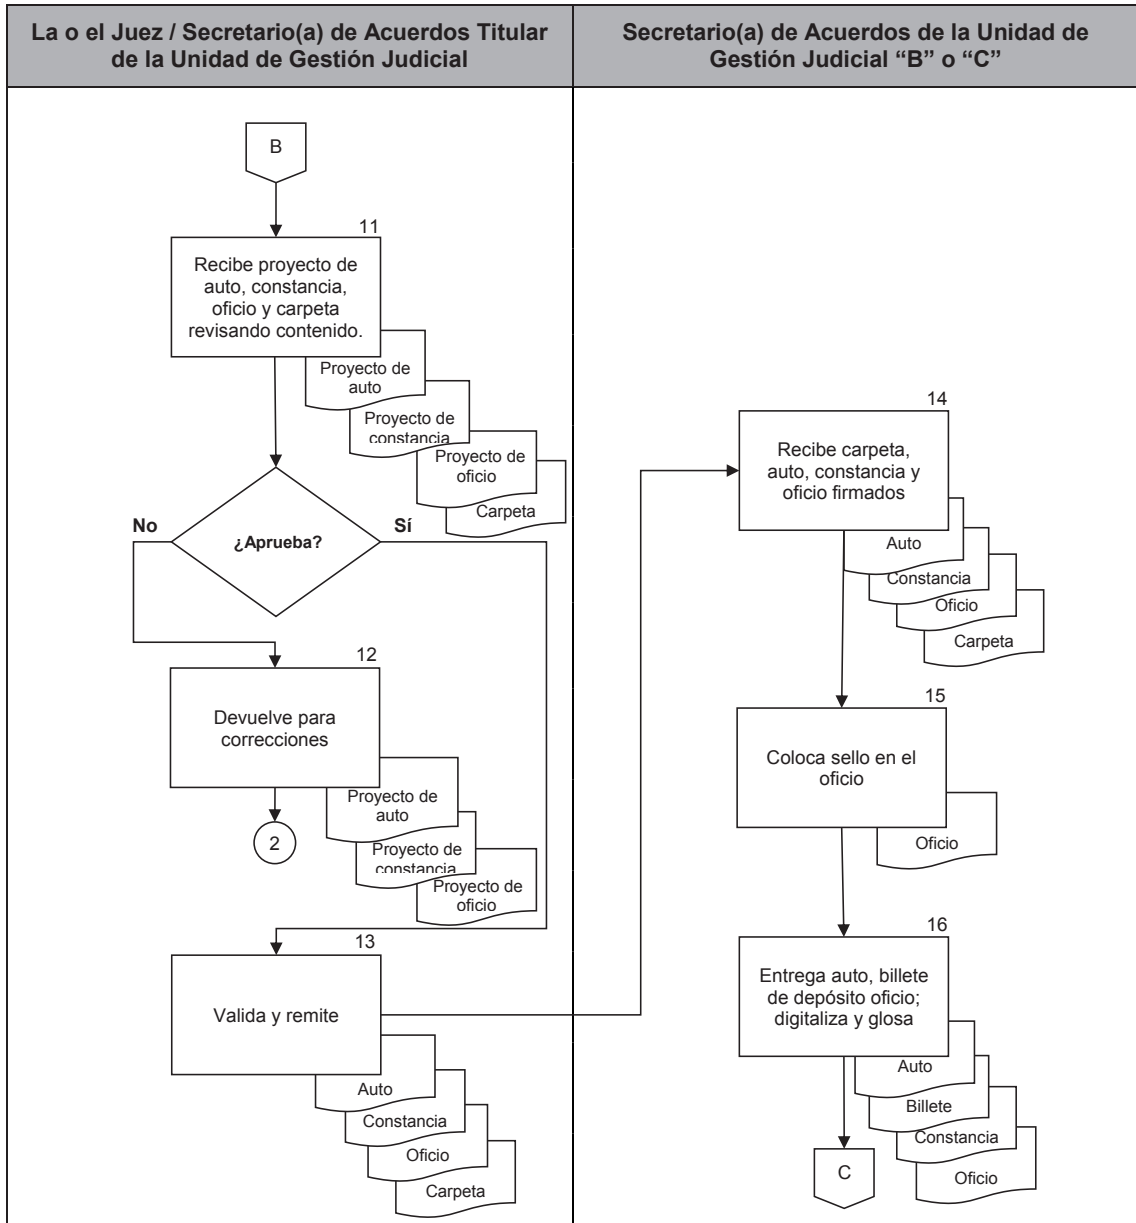 La o el Juez / Secretario(a) de Acuerdos Titular
de la Unidad de Gestión Judicial
Secretario(a) de Acuerdos de la Unidad de
Gestión Judicial “B” o “C”
B
11
Recibe proyecto de
auto, constancia,
oficio y carpeta
revisando contenido.
Proyecto de
auto
Proyecto de
constancia
Proyecto de
oficio
Carpeta
No
¿Aprueba?
Sí
12
Devuelve para
correcciones
Proyecto de
auto
Proyecto de
constancia
Proyecto de
oficio
2
13
Valida y remite
Auto
Constancia
Oficio
Carpeta
14
Recibe carpeta,
auto, constancia y
oficio firmados
Auto
Constancia
Oficio
Carpeta
15
Coloca sello en el
oficio
Oficio
16
Entrega auto, billete
de depósito oficio;
digitaliza y glosa
Auto
Billete
Constancia
Oficio
C